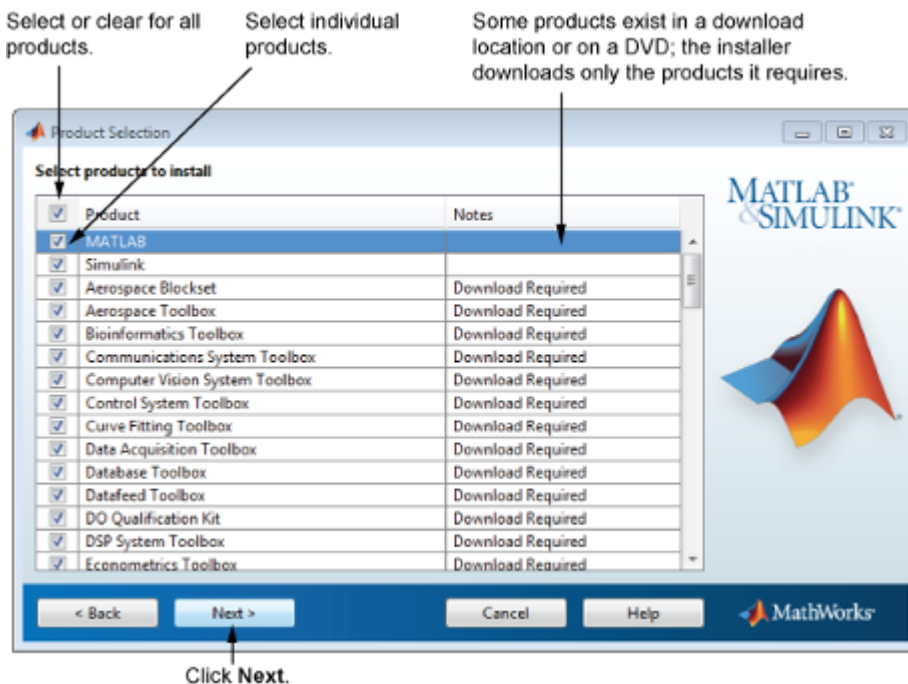 Select or clear for all
products.
Select individual
products.
Some products exist in a download
location or on a DVD; the installer
downloads only the products it requires.
Product Selection
Select products to install
Product Notes
MATLAB
Simulink
Aerospace Blockset Download Required
Aerospace Toolbox Download Required
Bioinformatics Toolbox Download Required
Communications System Toolbox Download Required
Computer Vision System Toolbox Download Required
Control System Toolbox Download Required
Curve Fitting Toolbox Download Required
Data Acquisition Toolbox Download Required
Database Toolbox Download Required
Datafeed Toolbox Download Required
DO Qualification Kit Download Required
DSP System Toolbox Download Required
Econometrics Toolbox Download Required
MATLAB®
&SIMULINK®
< Back Next > Cancel Help MathWorks®
Click Next.